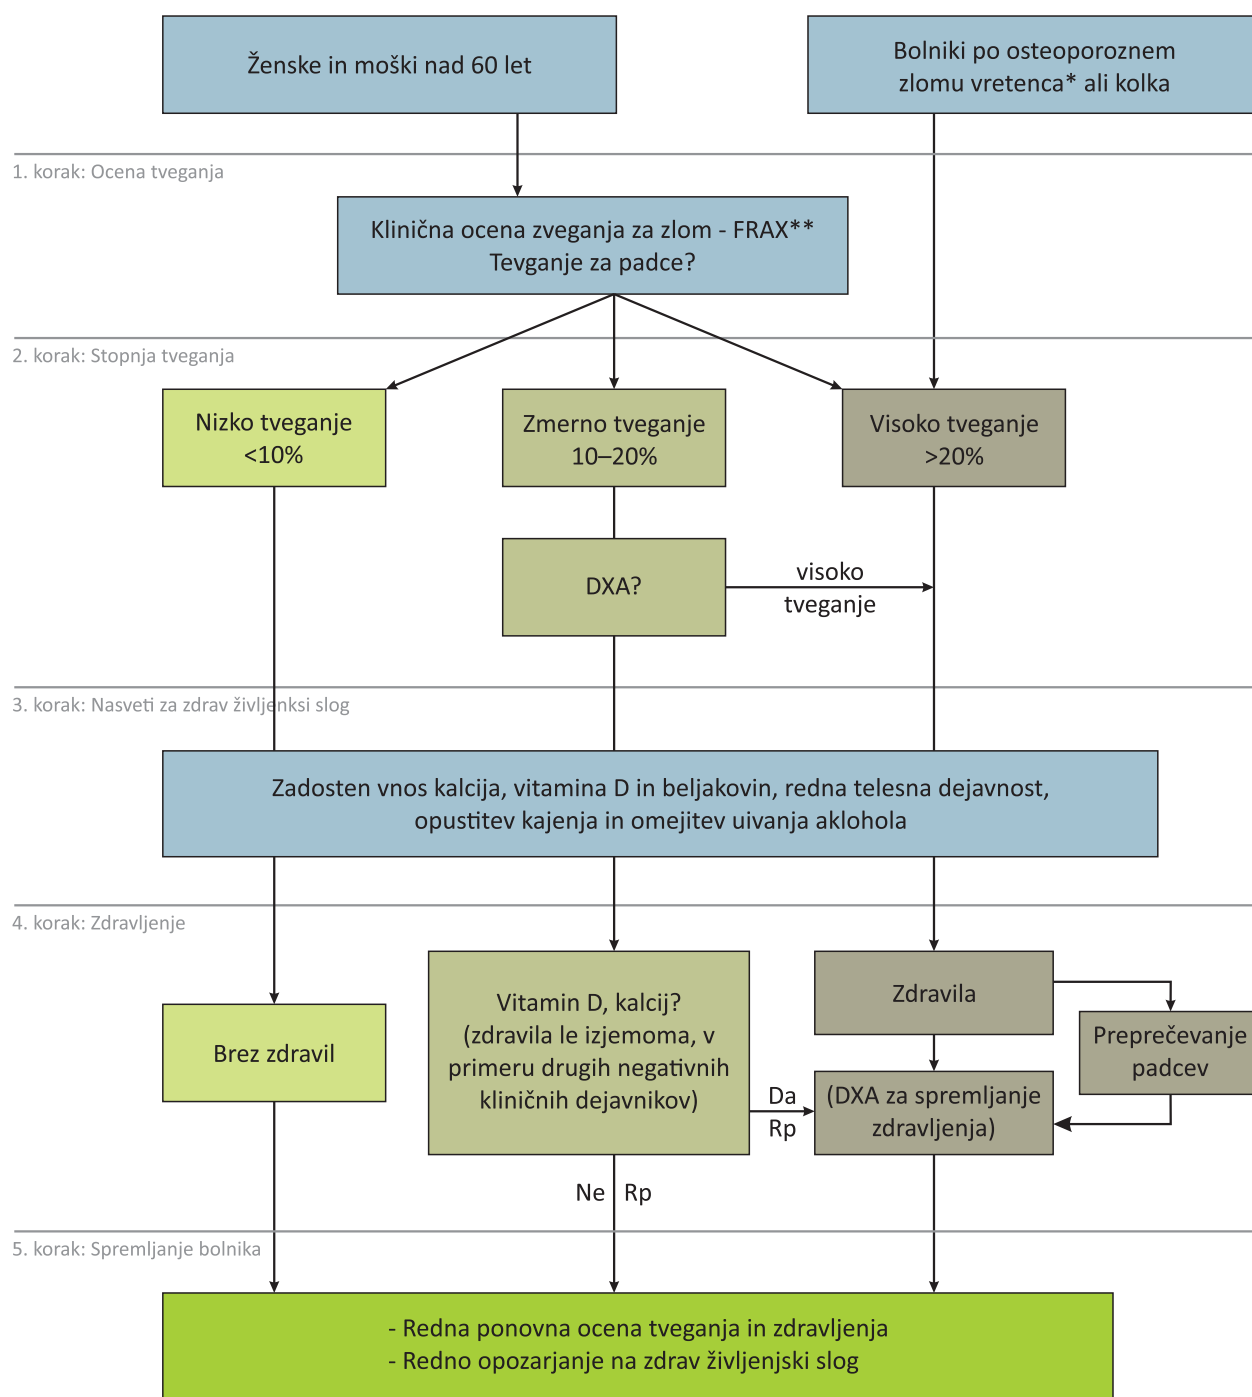 Ženske in moški nad 60 let
Bolniki po osteoporoznem
zlomu vretenca* ali kolka
1. korak: Ocena tveganja
Klinična ocena zveganja za zlom - FRAX**
Tevganje za padce?
2. korak: Stopnja tveganja
Nizko tveganje
<10%
Zmerno tveganje
10–20%
Visoko tveganje
>20%
DXA?
visoko
tveganje
3. korak: Nasveti za zdrav življenksi slog
Zadosten vnos kalcija, vitamina D in beljakovin, redna telesna dejavnost,
opustitev kajenja in omejitev uivanja aklohola
4. korak: Zdravljenje
Brez zdravil
Vitamin D, kalcij?
(zdravila le izjemoma, v
primeru drugih negativnih
kliničnih dejavnikov)
Da
Rp
Ne Rp
Zdravila
Preprečevanje
padcev
(DXA za spremljanje
zdravljenja)
5. korak: Spremljanje bolnika
- Redna ponovna ocena tveganja in zdravljenja
- Redno opozarjanje na zdrav življenjski slog